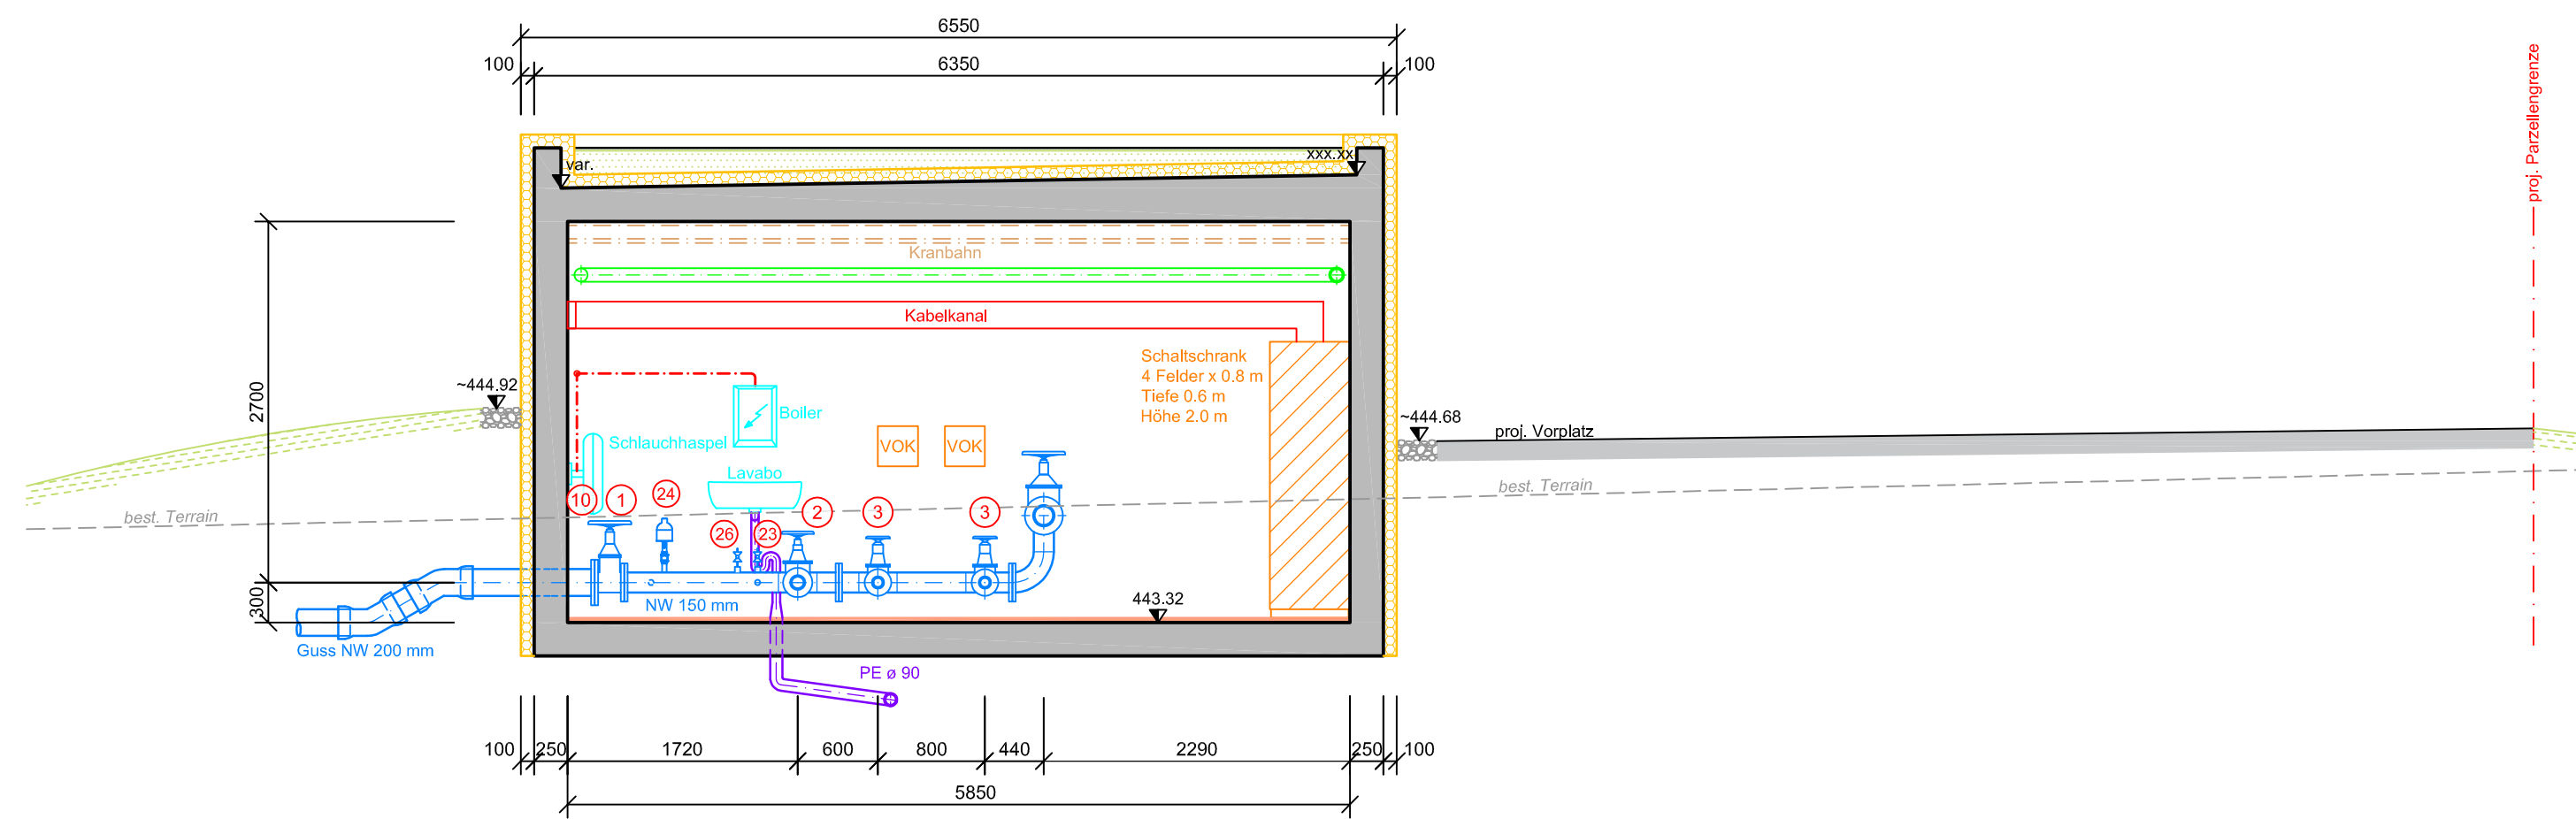 6550
100
6350
100
proj. Parzellengrenze
var.
xxx.xx
Kranbahn
Kabelkanal
Schaltschrank
4 Felder x 0.8 m
Tiefe 0.6 m
Höhe 2.0 m
~444.92
2700
Boiler
Schlauchhaspel
VOK
VOK
~444.68
proj. Vorplatz
Lavabo
best. Terrain
best. Terrain
10
1
24
2
3
3
26
23
300
NW 150 mm
443.32
Guss NW 200 mm
PE ø 90
100
250
1720
600
800
440
2290
250
100
5850